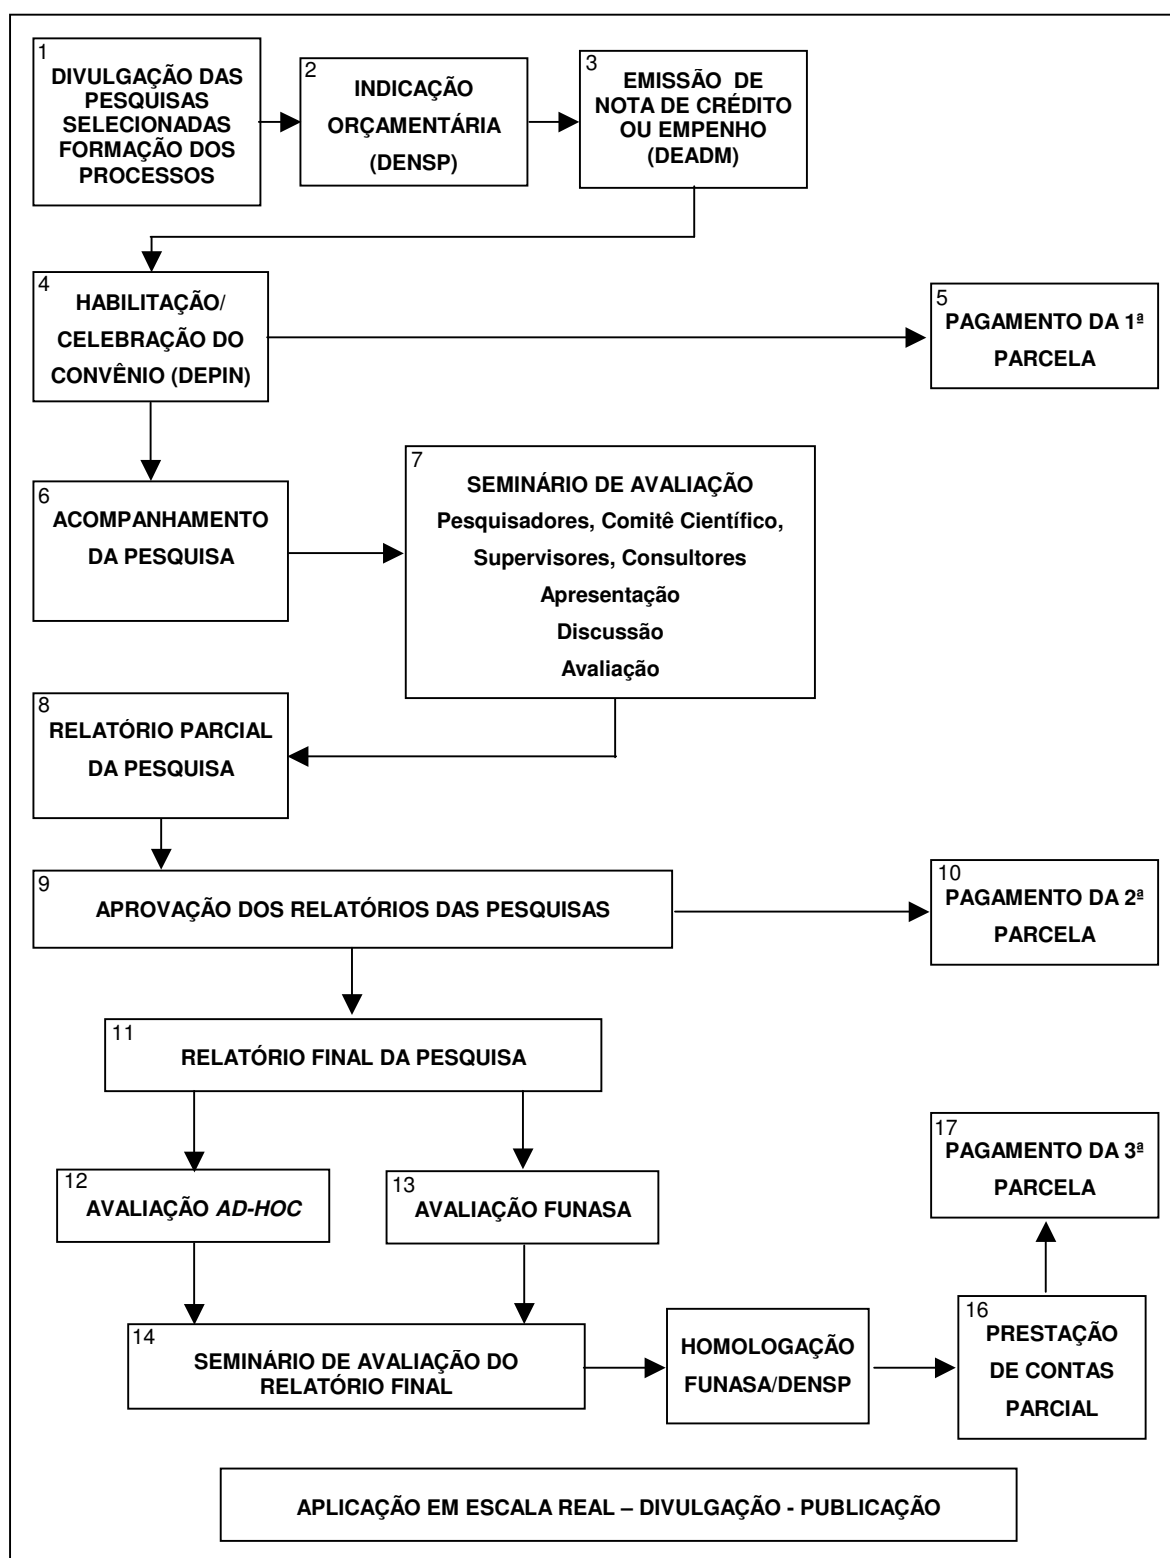 1
DIVULGAÇÃO DAS
PESQUISAS
SELECIONADAS
FORMAÇÃO DOS
PROCESSOS
2
INDICAÇÃO
ORÇAMENTÁRIA
(DENSP)
3
EMISSÃO DE
NOTA DE CRÉDITO
OU EMPENHO
(DEADM)
4
HABILITAÇÃO/
CELEBRAÇÃO DO
CONVÊNIO (DEPIN)
5
PAGAMENTO DA 1ª
PARCELA
6
ACOMPANHAMENTO
DA PESQUISA
7
SEMINÁRIO DE AVALIAÇÃO
Pesquisadores, Comitê Científico,
Supervisores, Consultores
Apresentação
Discussão
Avaliação
8
RELATÓRIO PARCIAL
DA PESQUISA
9
APROVAÇÃO DOS RELATÓRIOS DAS PESQUISAS
10
PAGAMENTO DA 2ª
PARCELA
11
RELATÓRIO FINAL DA PESQUISA
12
AVALIAÇÃO AD-HOC
13
AVALIAÇÃO FUNASA
14
SEMINÁRIO DE AVALIAÇÃO DO
RELATÓRIO FINAL
HOMOLOGAÇÃO
FUNASA/DENSP
16
PRESTAÇÃO
DE CONTAS
PARCIAL
17
PAGAMENTO DA 3ª
PARCELA
APLICAÇÃO EM ESCALA REAL – DIVULGAÇÃO - PUBLICAÇÃO